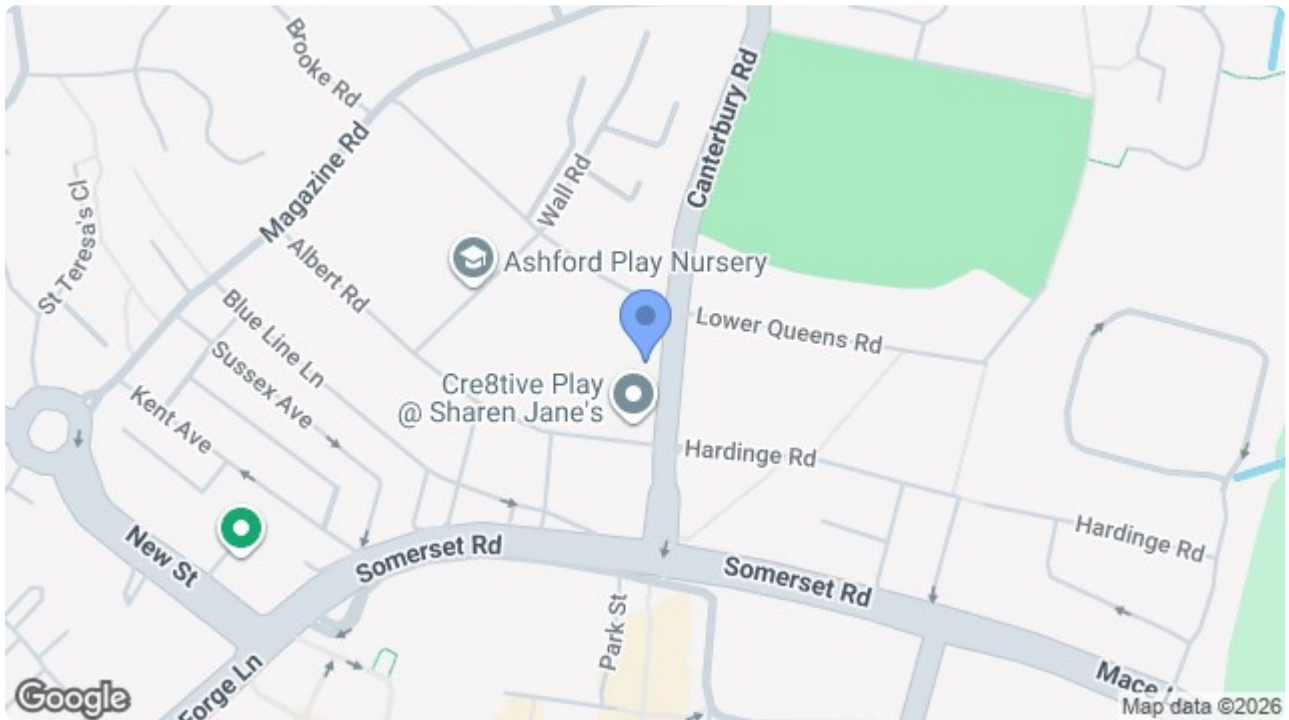 Brooke Rd
Canterbury Rd
Magazine Rd
Wall Rd
St Teresa's Cl
Albert Rd
Ashford Play Nursery
Blue Line Ln
Lower Queens Rd
Sussex Ave
Cre8tive Play
@ Sharen Jane's
Kent Ave
Hardinge Rd
Hardinge Rd
New St
Somerset Rd
Somerset Rd
Park St
Forge Ln
Mace
Google
Map data ©2026